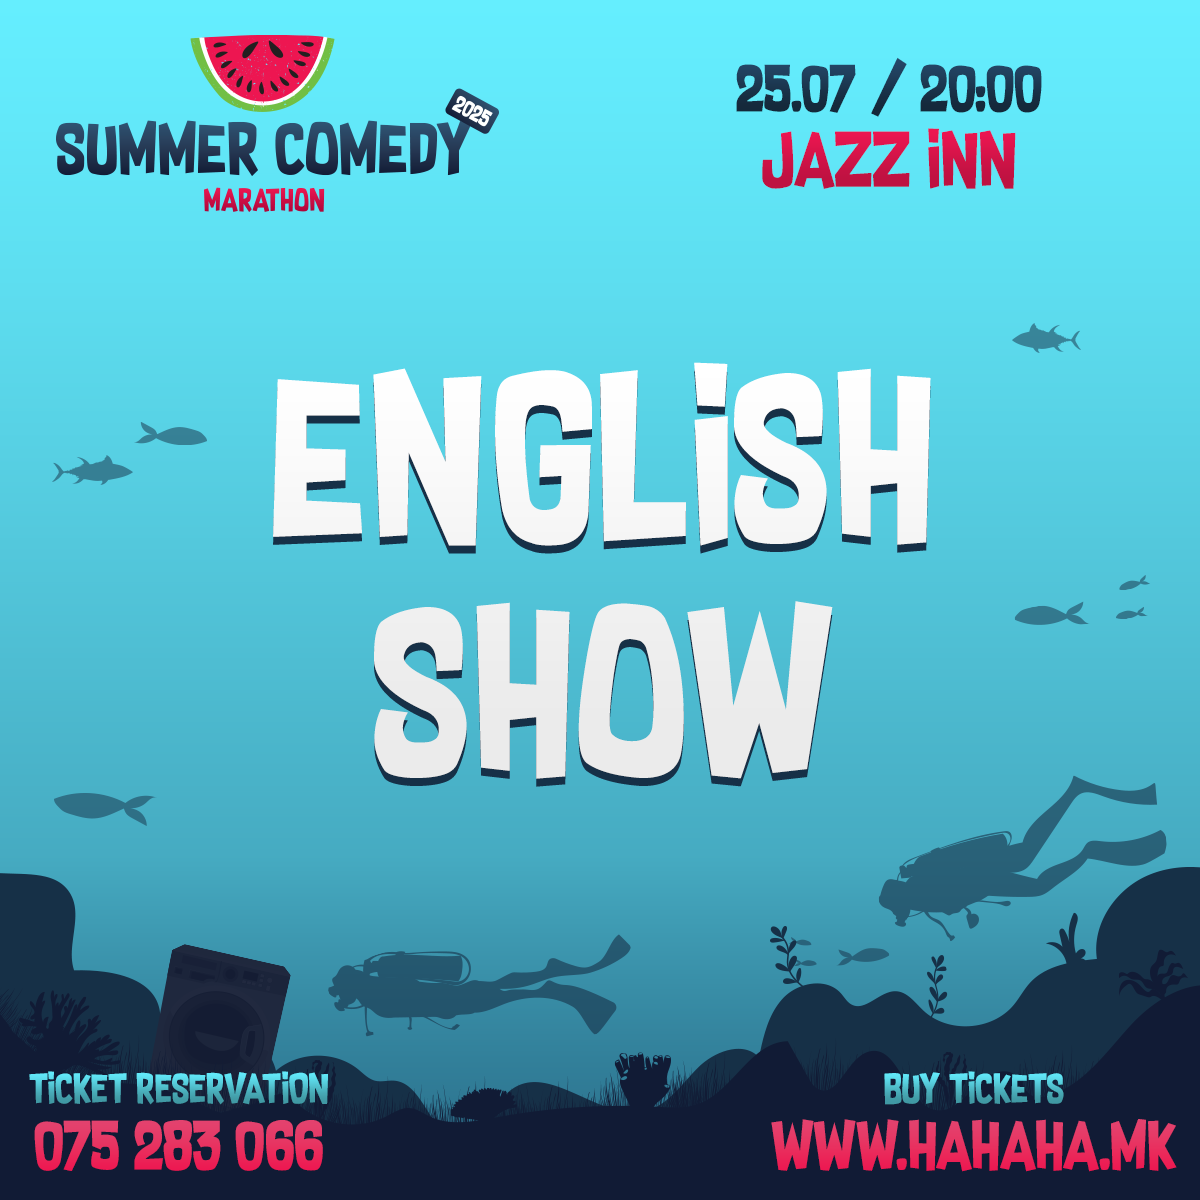 SUMMER COMEDY
2025
MARATHON
25.07 / 20:00
JAZZ iNN
ENGLiSH
SHOW
TiCKET RESERVATiON
075 283 066
BUY TiCKETS
WWW.HAHAHA.MK